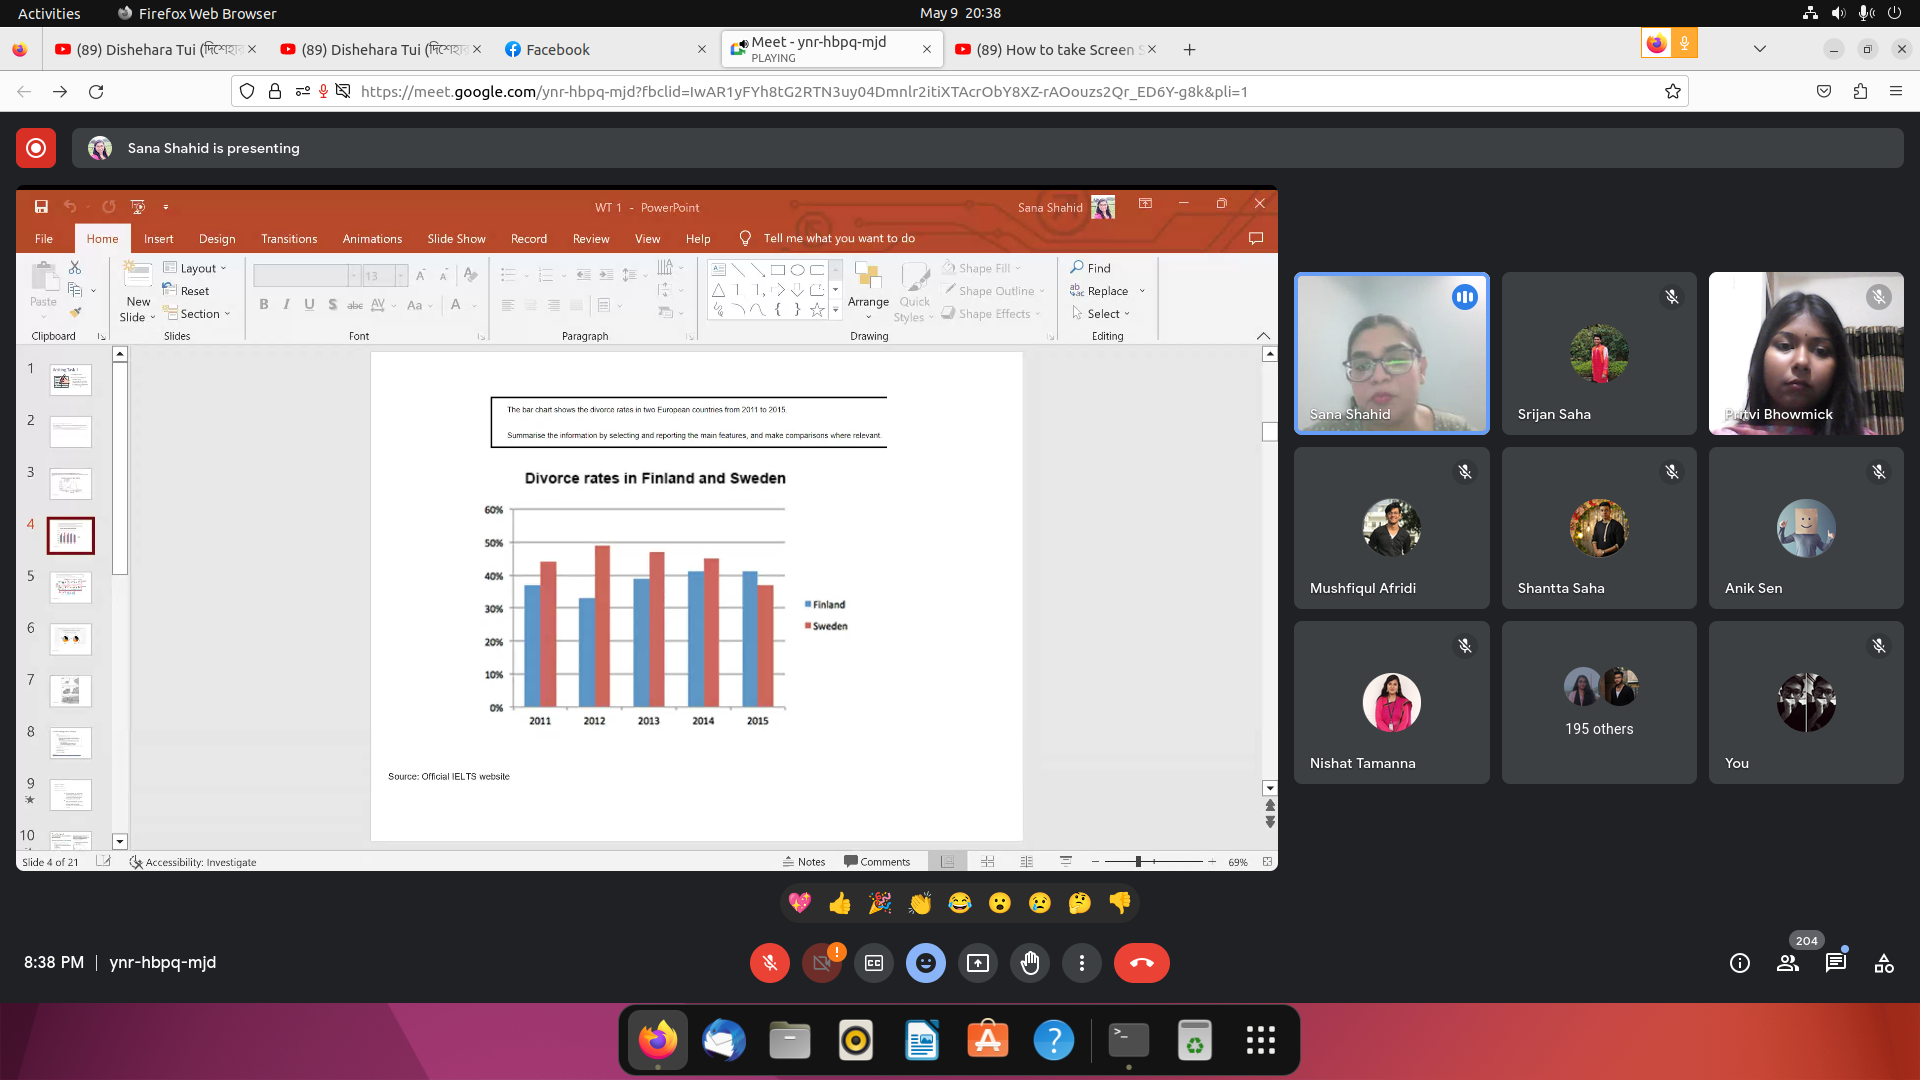 Activities
Firefox Web Browser
May 9 20:38
(89) Dishehara Tui (দিশেহার
(89) Dishehara Tui (দিশেহার
Facebook
Meet - ynr-hbpq-mjd
PLAYING
(89) How to take Screen S
https://meet.google.com/ynr-hbpq-mjd?fbclid=IwAR1yFYh8tG2RTN3uy04Dmnlr2itiXTAcrObY8XZ-rAOouzs2Qr_ED6Y-g8k&pli=1
Sana Shahid is presenting
WT 1 - PowerPoint
Sana Shahid
File Home Insert Design Transitions Animations Slide Show Record Review View Help Tell me what you want to do
Paste
New
Slide
Layout
Reset
Section
13
B I U S abc AV Aa A
Arrange
Quick
Styles
Shape Fill
Shape Outline
Shape Effects
Find
Replace
Select
Clipboard Slides Font Paragraph Drawing Editing
1
2
3
4
5
6
7
8
9
10
The bar chart shows the divorce rates in two European countries from 2011 to 2015.
Summarise the information by selecting and reporting the main features, and make comparisons where relevant.
Divorce rates in Finland and Sweden
60%
50%
40%
30%
20%
10%
0%
2011 2012 2013 2014 2015
Finland
Sweden
Source: Official IELTS website
Slide 4 of 21
Accessibility: Investigate
Notes
Comments
69%
Sana Shahid
Srijan Saha
Pritvi Bhowmick
Mushfiqul Afridi
Shantta Saha
Anik Sen
Nishat Tamanna
195 others
You
8:38 PM | ynr-hbpq-mjd
204